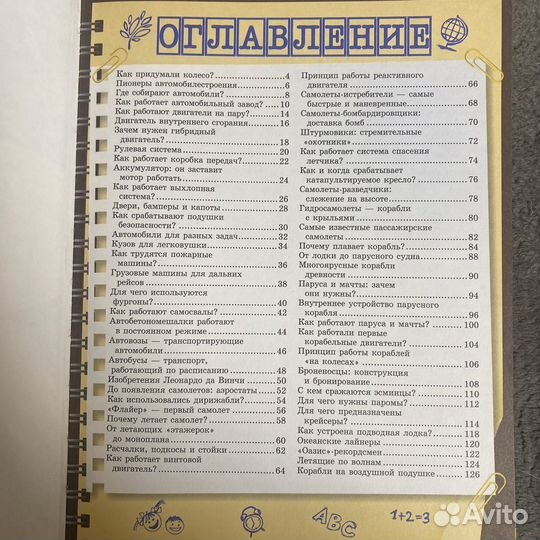 ОГЛАВЛЕНИЕ
Как придумали колесо? 4
Пионеры автомобилестроения 6
Где собирают автомобили? 8
Как работает автомобильный завод? 10
Как работают двигатели на пару? 14
Двигатель внутреннего сгорания 16
Зачем нужен гибридный
двигатель? 18
Рулевая система 20
Как работает коробка передач? 22
Аккумулятор: он заставит
мотор работать 24
Как работает выхлопная
система? 26
Двери, бамперы и капоты 28
Как срабатывают подушки
безопасности? 30
Автомобили для разных задач 32
Кузов для легковушки 34
Как трудятся пожарные
машины? 36
Грузовые машины для дальних
рейсов 38
Для чего используются
фургоны? 40
Как работают самосвалы? 42
Автобетономешалки работают
в постоянном режиме 44
Автовозы — транспортирующие
автомобили 46
Автобусы — транспорт,
работающий по расписанию 48
Изобретения Леонардо да Винчи 50
До появления самолетов: аэростаты 52
Как использовались дирижабли? 54
«Флайер» — первый самолет 56
Почему летает самолет? 58
От летающих "этажерок"
до моноплана 60
Расчалки, подкосы и стойки 62
Как работает винтовой
двигатель? 64
Принцип работы реактивного
двигателя 66
Самолеты-истребители — самые
быстрые и маневренные 68
Самолеты-бомбардировщики:
доставка бомб 70
Штурмовики: стремительные
«охотники» 72
Как работает система спасения
летчика? 74
Как и когда срабатывает
катапультируемое кресло? 76
Самолеты-разведчики:
слежение на высоте 78
Гидросамолеты — корабли
с крыльями 80
Самые известные пассажирские
самолеты 82
Почему плавает корабль? 84
От лодки до парусного судна 88
Многоярусные корабли
древности 90
Паруса и мачты: зачем
они нужны? 94
Внутреннее устройство парусного
корабля 96
Как работают паруса и мачты? 100
Как работали первые
корабельные двигатели? 104
Принцип работы кораблей
«на колесах» 106
Броненосцы: конструкция
и бронирование 108
С кем сражаются эсминцы? 110
Для чего нужны паромы? 112
Для чего предназначены
крейсеры? 114
Как устроена подводная лодка? 118
Океанские лайнеры 120
«Оазис»-рекордсмен 122
Летящие по волнам 124
Корабли на воздушной подушке 126
ABC
1+2=3
Avito